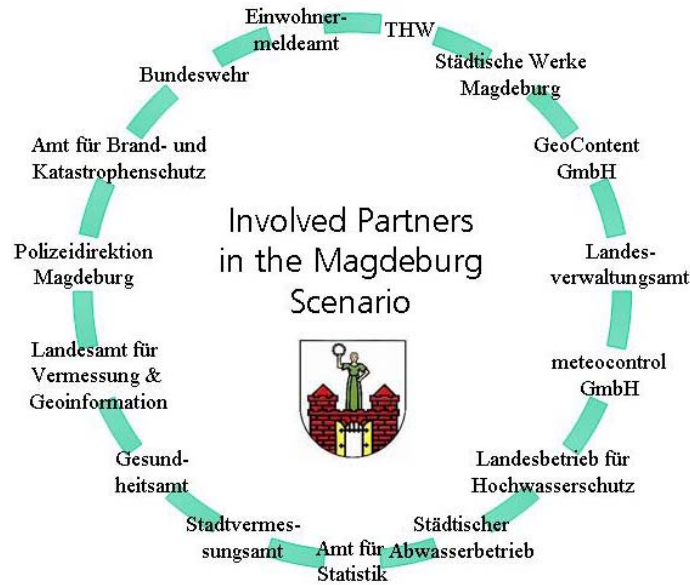 Einwohner-
meldeamt
THW
Städtische Werke
Magdeburg
GeoContent
GmbH
Landes-
verwaltungsamt
meteocontrol
GmbH
Landesbetrieb für
Hochwasserschutz
Städtischer
Abwasserbetrieb
Amt für
Statistik
Stadtvermes-
sungsamt
Gesund-
heitsamt
Landesamt für
Vermessung &
Geoinformation
Polizeidirektion
Magdeburg
Amt für Brand- und
Katastrophenschutz
Bundeswehr
Involved Partners
in the Magdeburg
Scenario